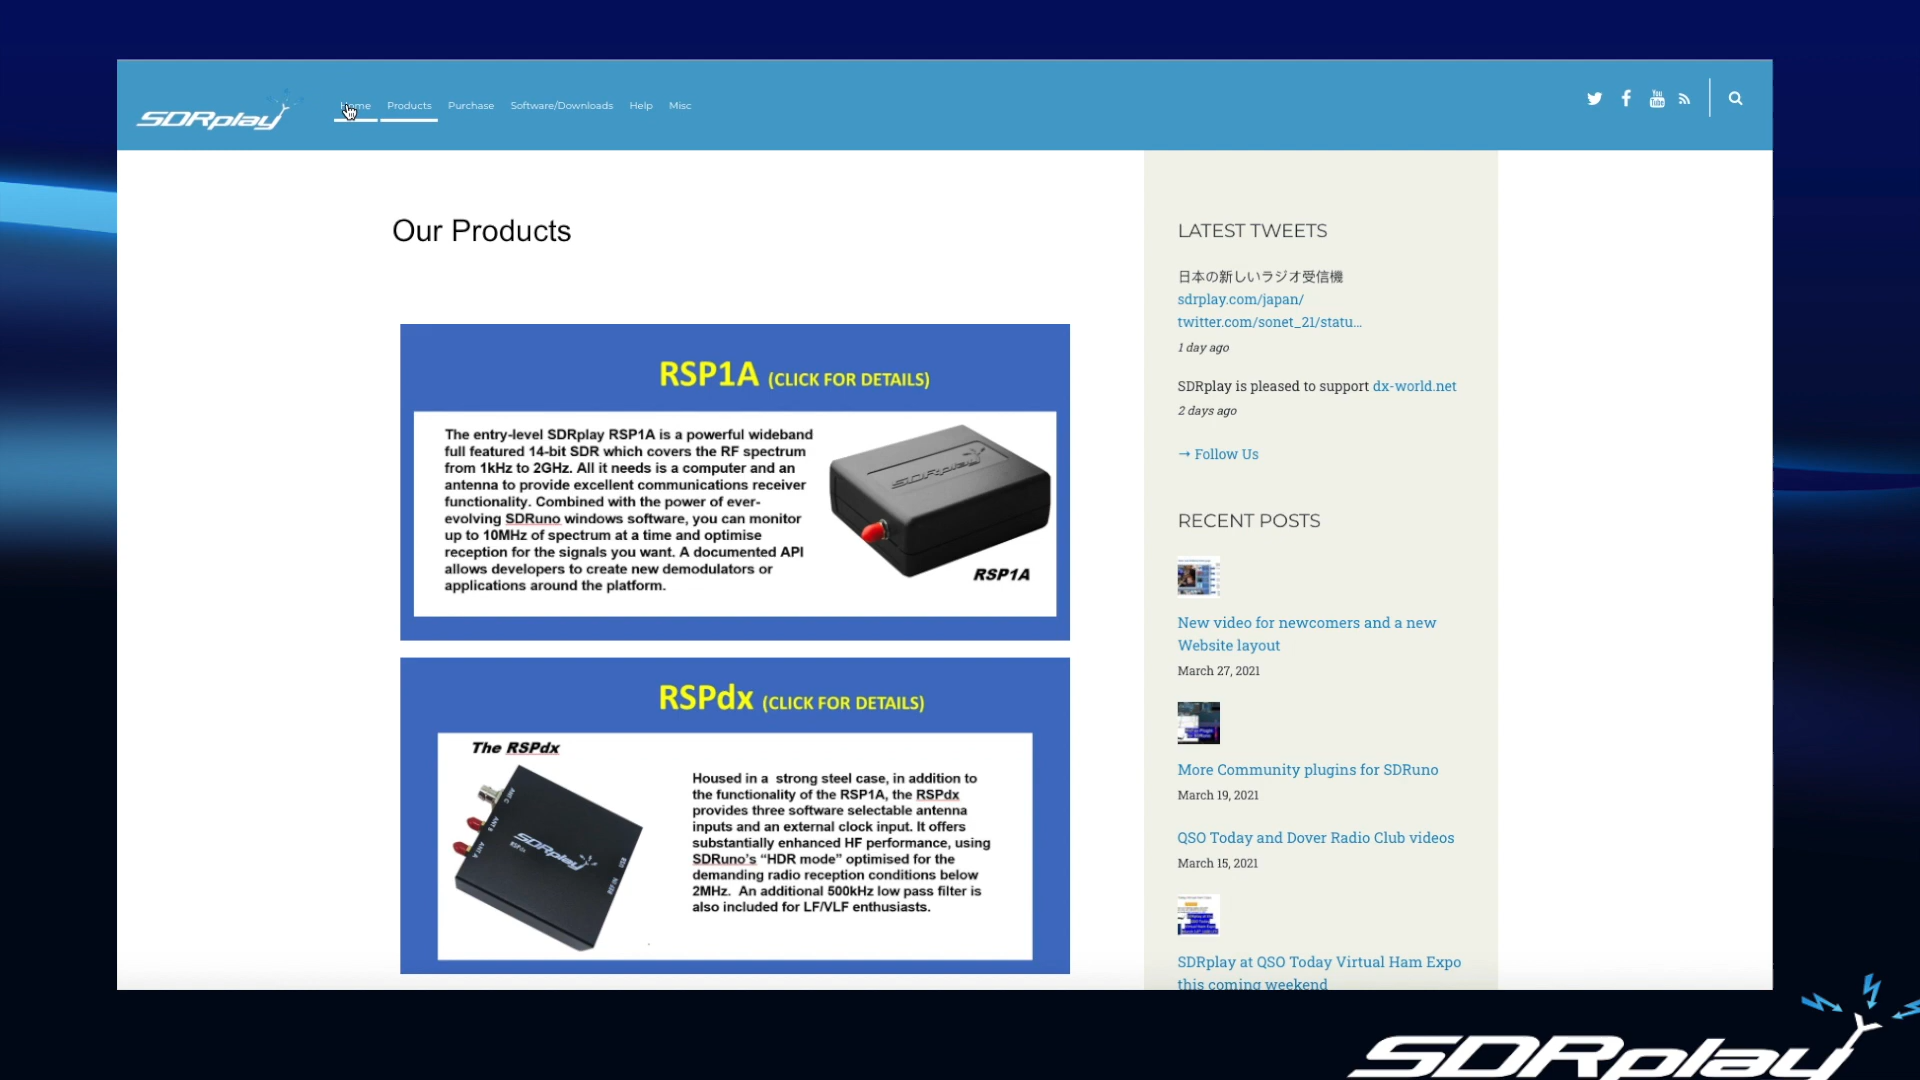 SDRplay
Home Products Purchase Software/Downloads Help Misc
Our Products
RSP1A (CLICK FOR DETAILS)
The entry-level SDRplay RSP1A is a powerful wideband
full featured 14-bit SDR which covers the RF spectrum
from 1kHz to 2GHz. All it needs is a computer and an
antenna to provide excellent communications receiver
functionality. Combined with the power of ever-
evolving SDRuno windows software, you can monitor
up to 10MHz of spectrum at a time and optimise
reception for the signals you want. A documented API
allows developers to create new demodulators or
applications around the platform.
SDRplay
RSP1A
RSPdx (CLICK FOR DETAILS)
The RSPdx
ANT C
ANT B
ANT A
SDRplay
RSPdx
USB
REF IN
Housed in a strong steel case, in addition to
the functionality of the RSP1A, the RSPdx
provides three software selectable antenna
inputs and an external clock input. It offers
substantially enhanced HF performance, using
SDRuno's “HDR mode” optimised for the
demanding radio reception conditions below
2MHz. An additional 500kHz low pass filter is
also included for LF/VLF enthusiasts.
LATEST TWEETS
日本の新しいラジオ受信機
sdrplay.com/japan/
twitter.com/sonet_21/statu...
1 day ago
SDRplay is pleased to support dx-world.net
2 days ago
→ Follow Us
RECENT POSTS
New video for newcomers and a new
Website layout
March 27, 2021
More Community plugins for SDRuno
March 19, 2021
QSO Today and Dover Radio Club videos
March 15, 2021
SDRplay at QSO Today Virtual Ham Expo
this coming weekend
SDRplay